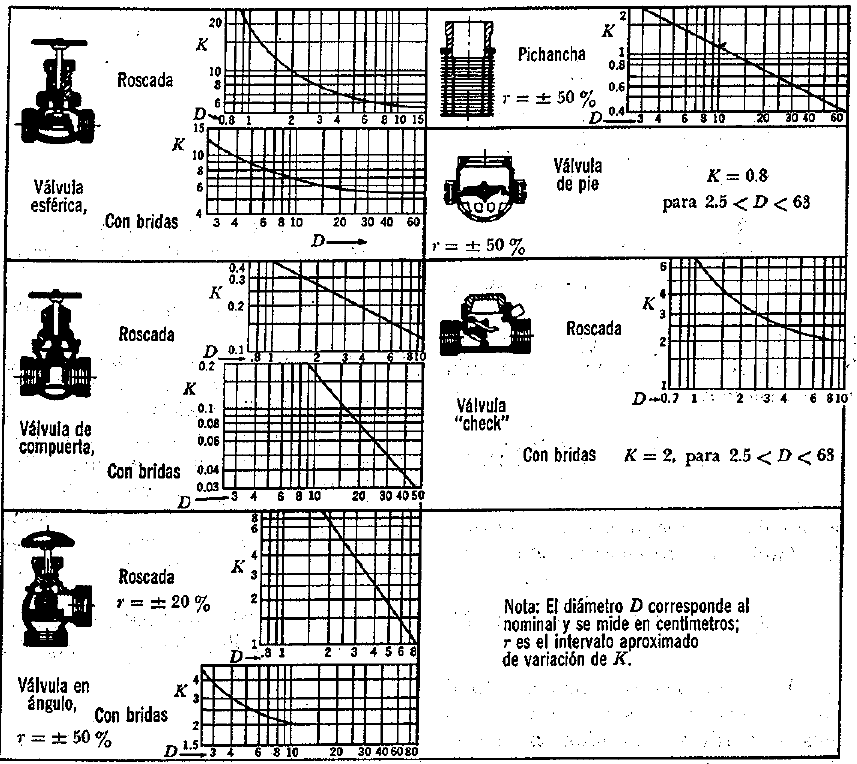 Válvula
esférica,
Roscada
K
20
10
8
6
D
0.8 1 2 3 4 6 8 10 15
Con bridas
K
15
10
8
6
4
3 4 6 8 10 20 30 40 60
D
Pichancha
r = ± 50 %
K
2
1
0.8
0.6
0.4
D
3 4 6 8 10 20 30 40 60
Válvula
de pie
r = ± 50 %
K = 0.8
para 2.5 < D < 63
Válvula de
compuerta,
Roscada
K
0.4
0.3
0.2
0.1
D
.8 1 2 3 4 6 8 10
Con bridas
K
0.2
0.1
0.08
0.06
0.04
0.03
D
3 4 6 8 10 20 30 40 50
Válvula
"check"
Roscada
K
6
4
3
2
1
D
0.7 1 2 3 4 6 8 10
Con bridas K = 2, para 2.5 < D < 63
Válvula en
ángulo,
r = ± 50 %
Roscada
r = ± 20 %
K
8
6
4
3
2
1
D
.8 1 2 3 4 5 6 8
Con bridas
K
4
3
2
1.5
D
3 4 6 8 10 20 30 40 60 80
Nota: El diámetro D corresponde al
nominal y se mide en centímetros;
r es el intervalo aproximado
de variación de K.